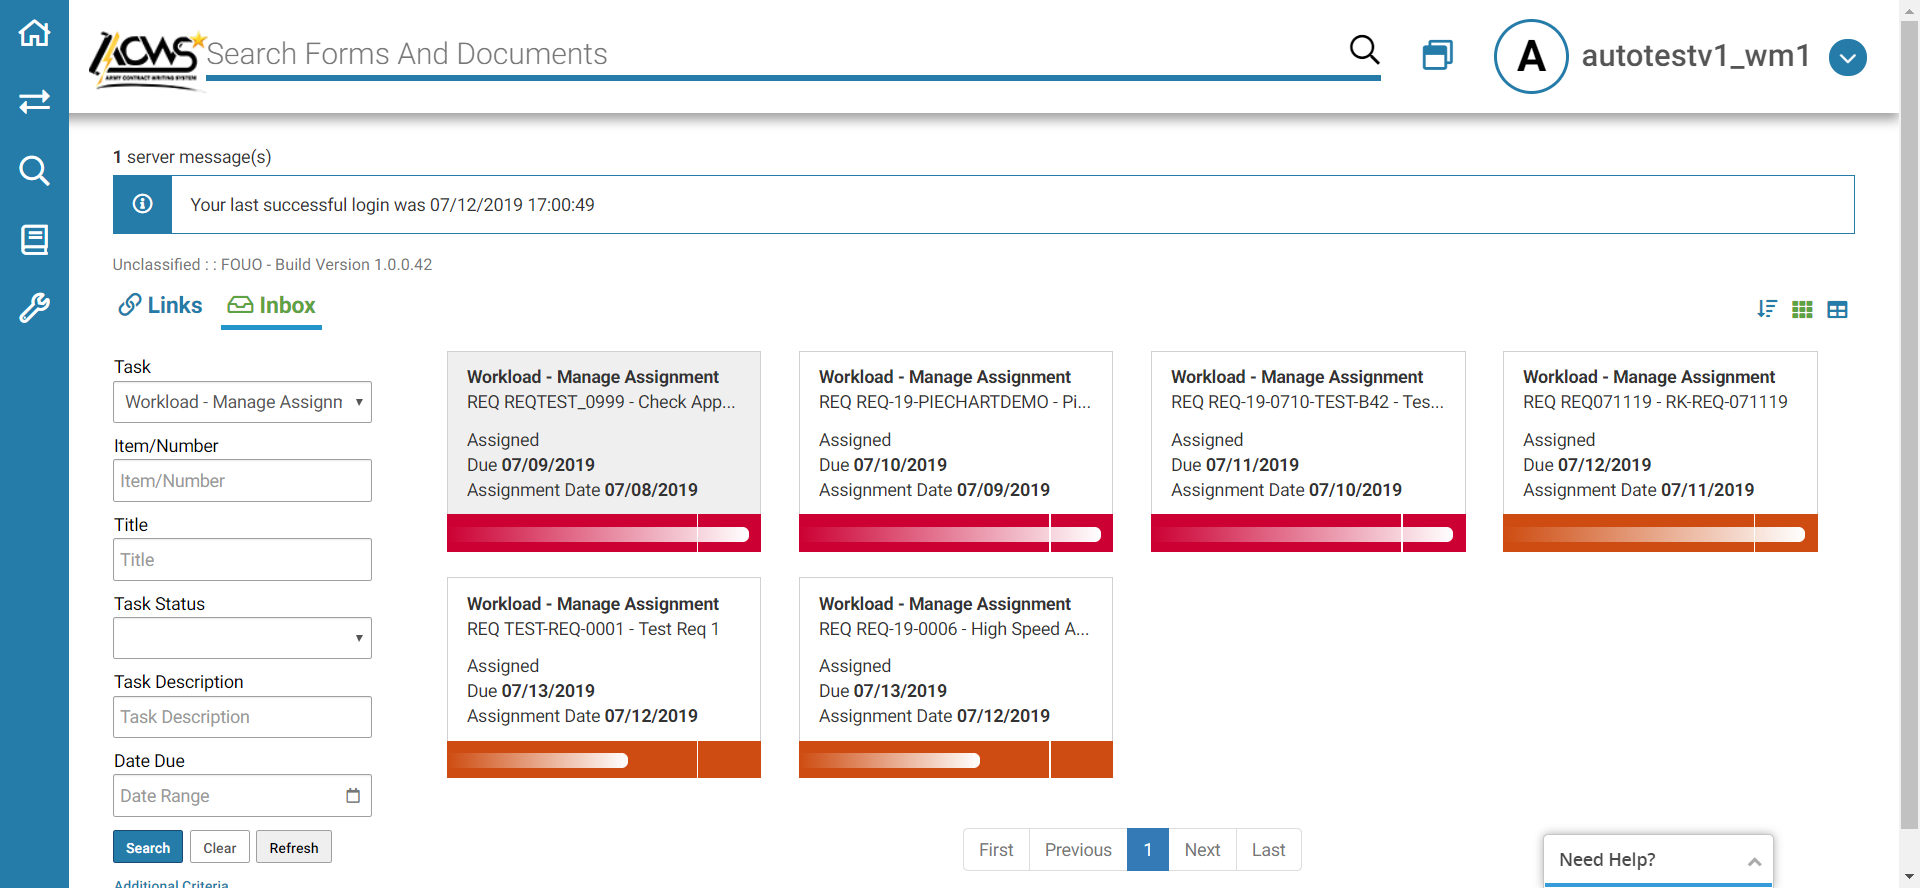 ACWS
ARMY CONTRACT WRITING SYSTEM
Search Forms And Documents
A
autotestv1_wm1
1 server message(s)
Your last successful login was 07/12/2019 17:00:49
Unclassified : : FOUO - Build Version 1.0.0.42
Links
Inbox
Task
Workload - Manage Assignn
Item/Number
Item/Number
Title
Title
Task Status
Task Description
Task Description
Date Due
Date Range
Search
Clear
Refresh
Additional Criteria
Workload - Manage Assignment
REQ REQTEST_0999 - Check App...
Assigned
Due 07/09/2019
Assignment Date 07/08/2019
Workload - Manage Assignment
REQ REQ-19-PIECHARTDEMO - Pi...
Assigned
Due 07/10/2019
Assignment Date 07/09/2019
Workload - Manage Assignment
REQ REQ-19-0710-TEST-B42 - Tes...
Assigned
Due 07/11/2019
Assignment Date 07/10/2019
Workload - Manage Assignment
REQ REQ071119 - RK-REQ-071119
Assigned
Due 07/12/2019
Assignment Date 07/11/2019
Workload - Manage Assignment
REQ TEST-REQ-0001 - Test Req 1
Assigned
Due 07/13/2019
Assignment Date 07/12/2019
Workload - Manage Assignment
REQ REQ-19-0006 - High Speed A...
Assigned
Due 07/13/2019
Assignment Date 07/12/2019
First
Previous
1
Next
Last
Need Help?